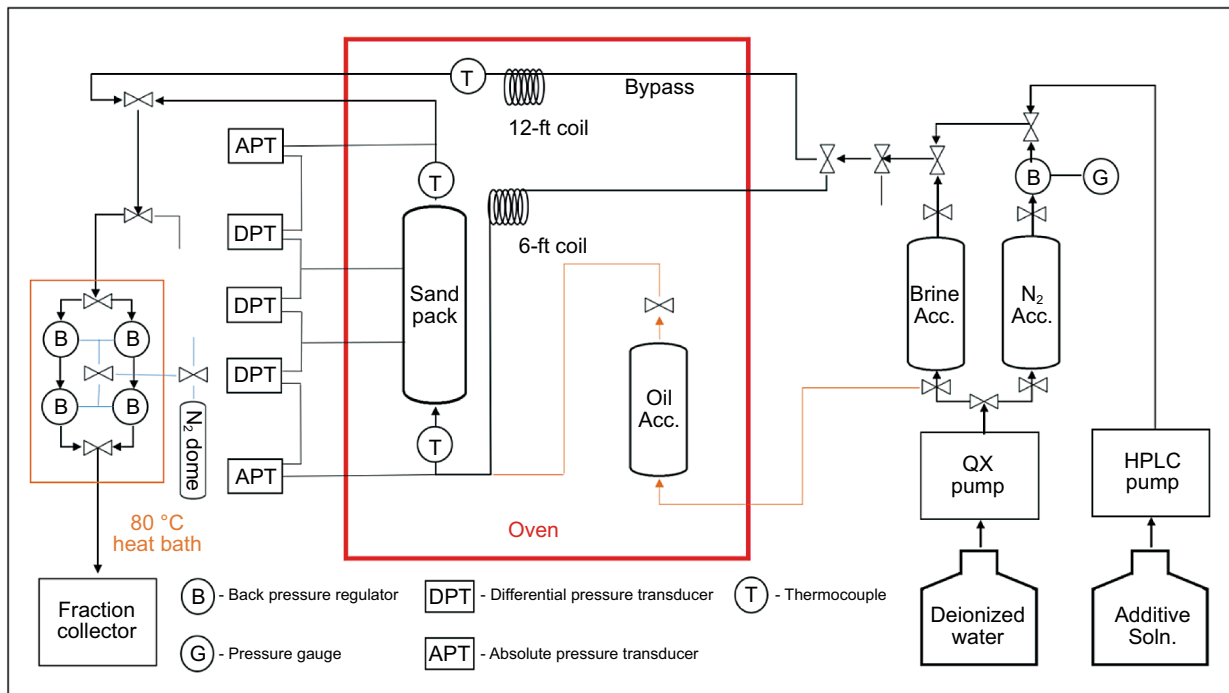 T
Bypass
12-ft coil
APT
T
B
G
DPT
6-ft coil
Sand
pack
Brine
Acc.
N₂
Acc.
DPT
B
B
DPT
Oil
Acc.
B
B
N₂ dome
T
APT
QX
pump
HPLC
pump
80 °C
heat bath
Oven
Fraction
collector
B - Back pressure regulator
DPT - Differential pressure transducer
T - Thermocouple
G - Pressure gauge
APT - Absolute pressure transducer
Deionized
water
Additive
Soln.